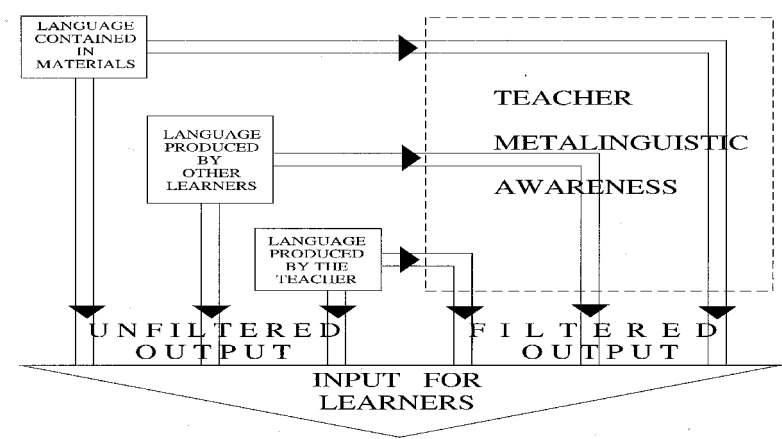 LANGUAGE
CONTAINED
IN
MATERIALS
TEACHER
METALINGUISTIC
AWARENESS
LANGUAGE
PRODUCED
BY
OTHER
LEARNERS
LANGUAGE
PRODUCED
BY THE
TEACHER
UNFILTERED
OUTPUT
FILTERED
OUTPUT
INPUT FOR
LEARNERS